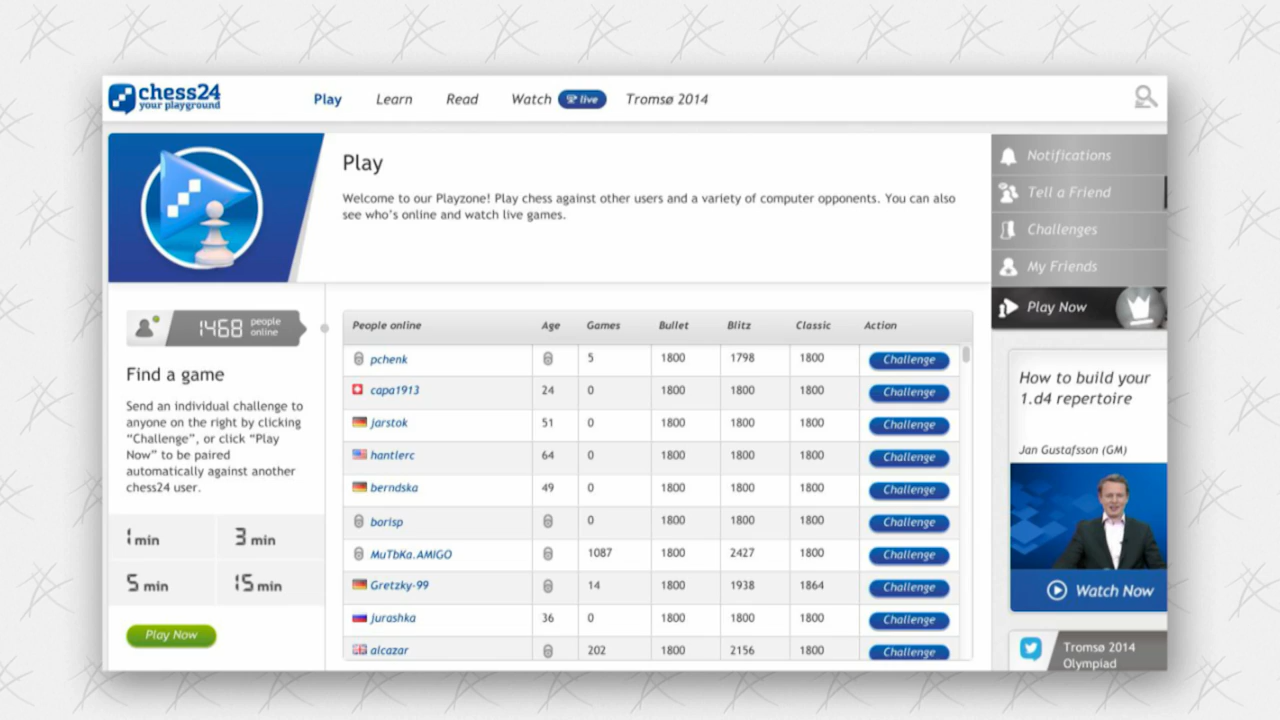 chess24
your playground
Play
Learn
Read
Watch
live
Tromsø 2014
Play
Welcome to our Playzone! Play chess against other users and a variety of computer opponents. You can also
see who's online and watch live games.
Notifications
Tell a Friend
Challenges
My Friends
Play Now
1468 people
online
Find a game
Send an individual challenge to
anyone on the right by clicking
"Challenge", or click "Play
Now" to be paired
automatically against another
chess24 user.
1 min
3 min
5 min
15 min
Play Now
People online Age Games Bullet Blitz Classic Action
pchenk 5 1800 1798 1800 Challenge
capa1913 24 0 1800 1800 1800 Challenge
jarstok 51 0 1800 1800 1800 Challenge
hantlerc 64 0 1800 1800 1800 Challenge
berndska 49 0 1800 1800 1800 Challenge
borisp 0 1800 1800 1800 Challenge
MuTbKa.AMIGO 1087 1800 2427 1800 Challenge
Gretzky-99 14 1800 1938 1864 Challenge
jurashka 36 0 1800 1800 1800 Challenge
alcazar 202 1800 2156 1800 Challenge
How to build your
1.d4 repertoire
Jan Gustafsson (GM)
Watch Now
Tromsø 2014
Olympiad